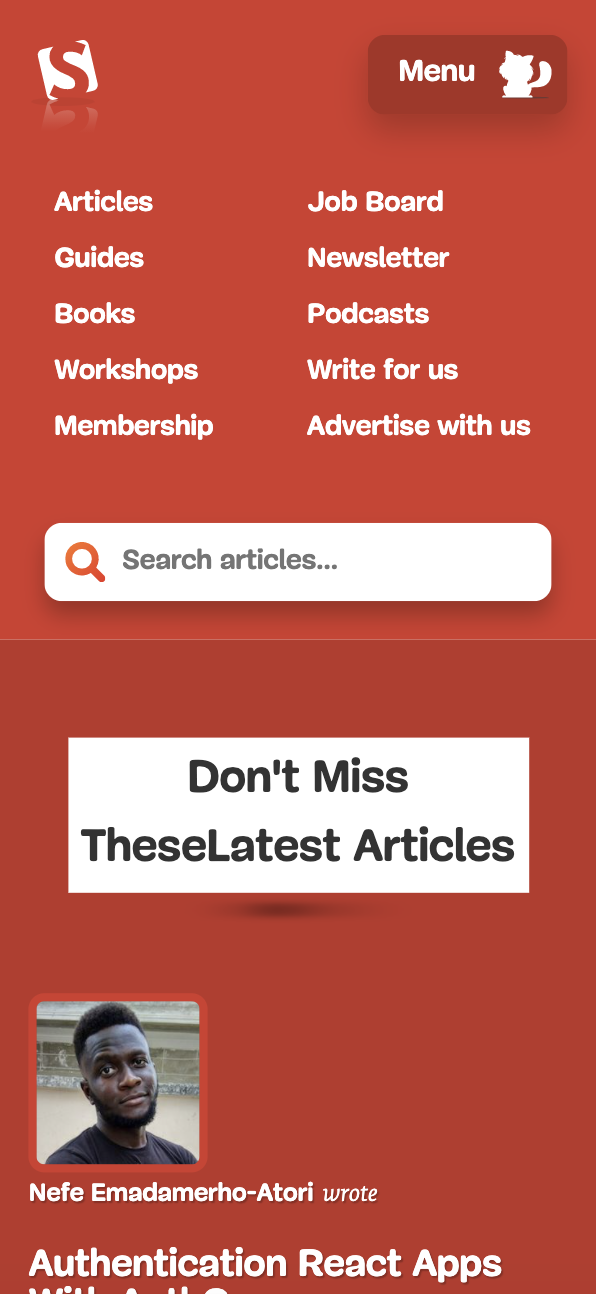 S
Menu
Articles
Job Board
Guides
Newsletter
Books
Podcasts
Workshops
Write for us
Membership
Advertise with us
Search articles...
Don't Miss
TheseLatest Articles
Nefe Emadamerho-Atori wrote
Authentication React Apps